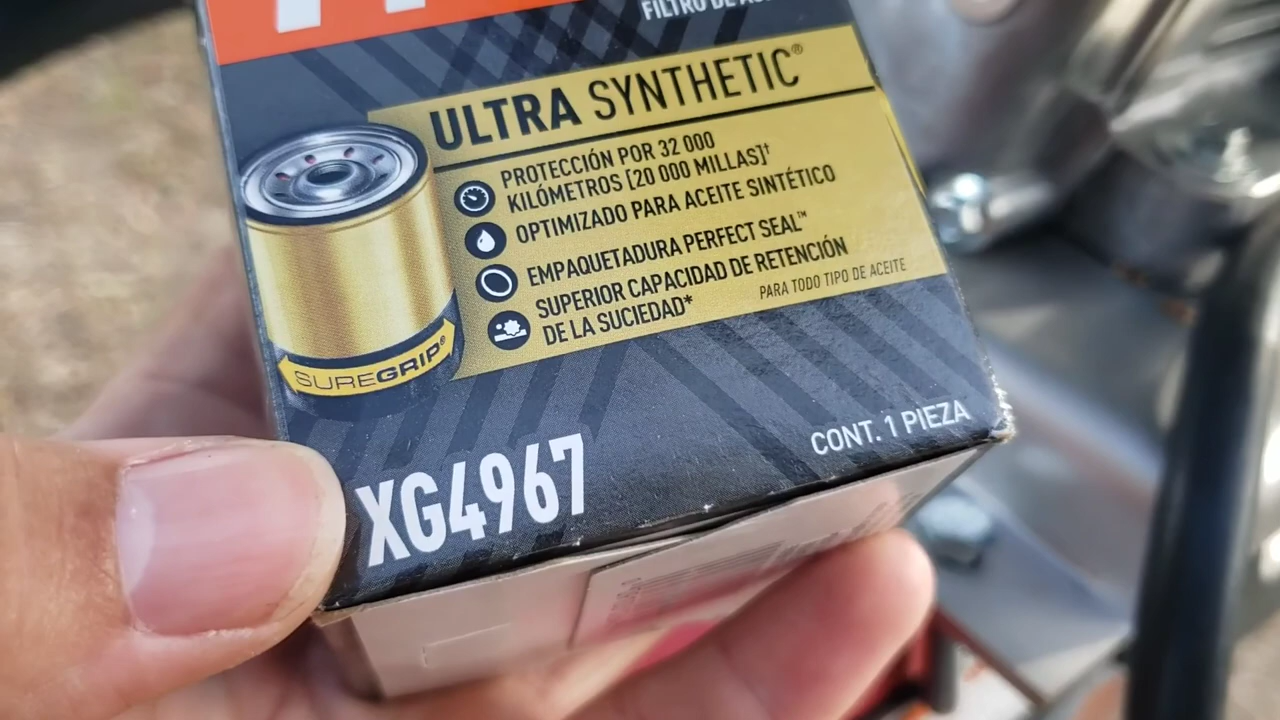 FILTRO DE
ULTRA SYNTHETIC®
PROTECCIÓN POR 32 000
KILÓMETROS [20 000 MILLAS]†
OPTIMIZADO PARA ACEITE SINTÉTICO
EMPAQUETADURA PERFECT SEAL™
SUPERIOR CAPACIDAD DE RETENCIÓN
DE LA SUCIEDAD*
PARA TODO TIPO DE ACEITE
SUREGRIP®
CONT. 1 PIEZA
XG4967